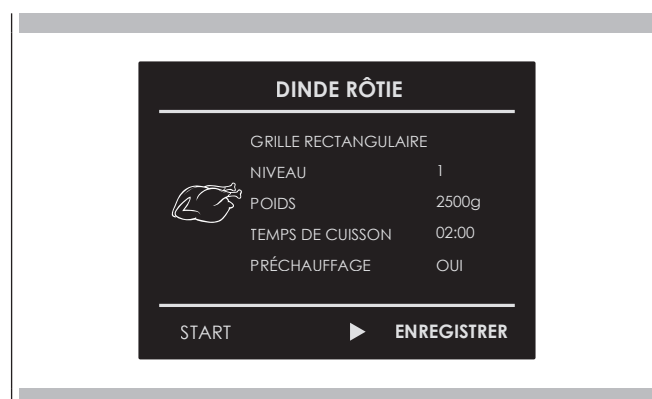 DINDE RÔTIE
GRILLE RECTANGULAIRE
NIVEAU 1
POIDS 2500g
TEMPS DE CUISSON 02:00
PRÉCHAUFFAGE OUI
START ▶ ENREGISTRER